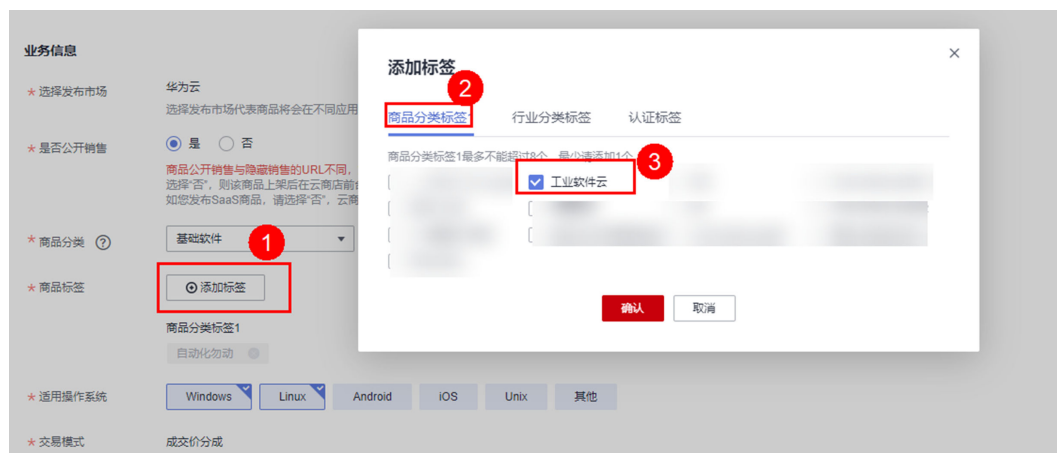 业务信息
* 选择发布市场
华为云
选择发布市场代表商品将会在不同应用
* 是否公开销售
是
否
商品公开销售与隐藏销售的URL不同,
选择“否”,则该商品上架后在云商店前台
如您发布SaaS商品,请选择“否”,云商
* 商品分类 ?
基础软件
1
* 商品标签
添加标签
商品分类标签1
自动化勿动
* 适用操作系统
Windows
Linux
Android
iOS
Unix
其他
* 交易模式
成交价分成
添加标签
2
商品分类标签1
行业分类标签
认证标签
商品分类标签1最多不能超过8个,最少请添加1个
3
工业软件云
确认
取消